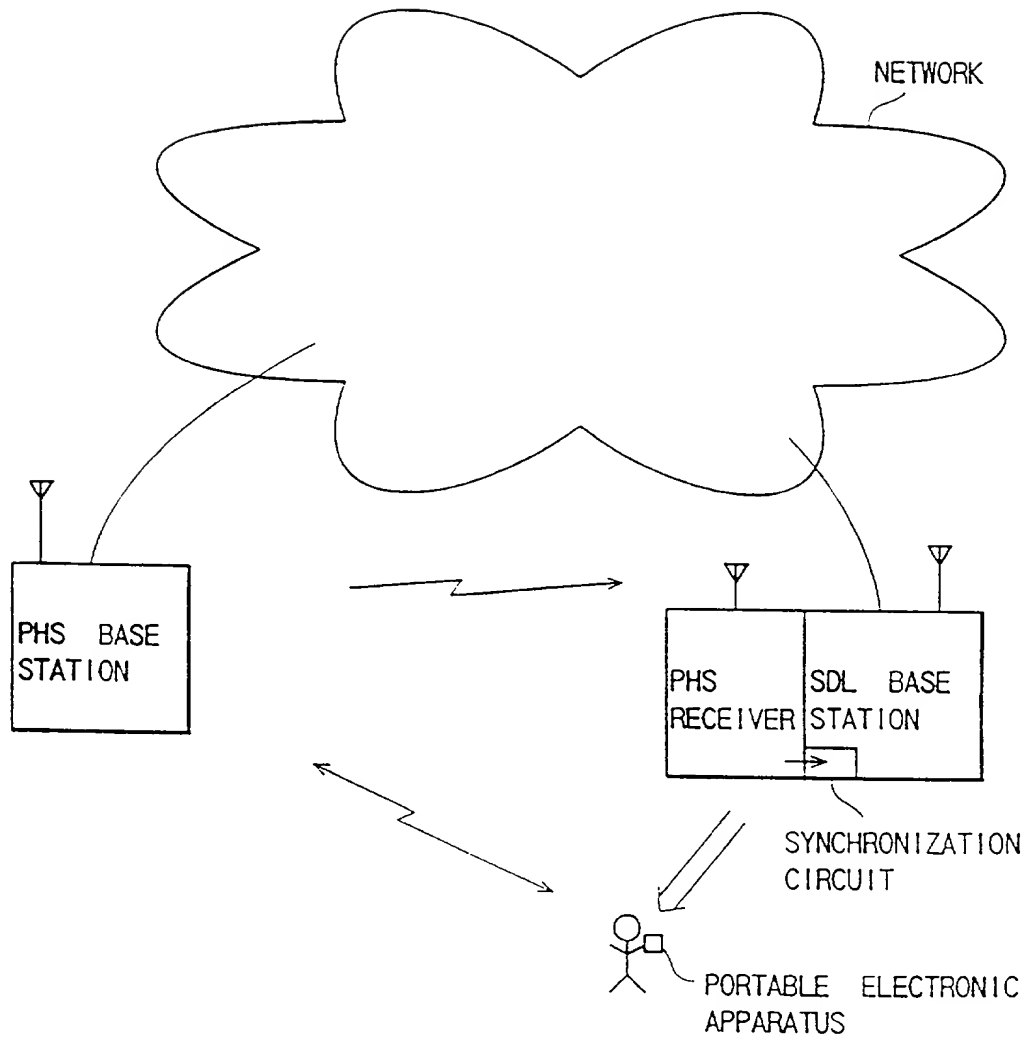 NETWORK
PHS BASE
STATION
PHS
RECEIVER
SDL BASE
STATION
SYNCHRONIZATION
CIRCUIT
PORTABLE ELECTRONIC
APPARATUS